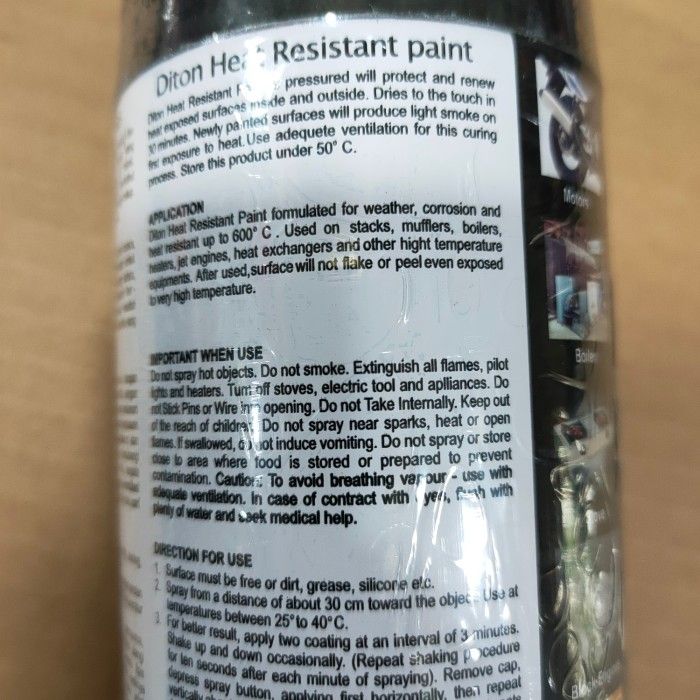 Diton Heat Resistant paint
Diton Heat Resistant pressured will protect and renew
heat exposed surfaces inside and outside. Dries to the touch in
30 minutes. Newly painted surfaces will produce light smoke on
first exposure to heat. Use adequete ventilation for this curing
process. Store this product under 50° C.
APPLICATION
Diton Heat Resistant Paint formulated for weather, corrosion and
heat resistant up to 600° C . Used on stacks, mufflers, boilers,
heaters, jet engines, heat exchangers and other hight temperature
equipments. After used,surface will not flake or peel even exposed
to very high temperature.
IMPORTANT WHEN USE
Do not spray hot objects. Do not smoke. Extinguish all flames, pilot
lights and heaters. Turn off stoves, electric tool and aplliances. Do
not Stick Pins or Wire in opening. Do not Take Internally. Keep out
of the reach of children. Do not spray near sparks, heat or open
flames. If swallowed, do not induce vomiting. Do not spray or store
close to area where food is stored or prepared to prevent
contamination. Caution: To avoid breathing vapour - use with
adequate ventilation. In case of contract with eyes, flush with
plenty of water and seek medical help.
DIRECTION FOR USE
1. Surface must be free or dirt, grease, silicone etc.
2. Spray from a distance of about 30 cm toward the object. Use at
temperatures between 25° to 40° C.
3. For better result, apply two coating at an interval of 3 minutes.
Shake up and down occasionally. (Repeat shaking procedure
for ten seconds after each minute of spraying). Remove cap,
depress spray button, applying first horizontally, then repeat
Motors